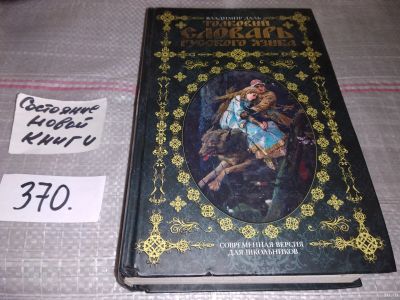 ВЛАДИМИР ДАЛЬ
ТОЛКОВЫЙ
СЛОВАРЬ
РУССКОГО ЯЗЫКА
СОВРЕМЕННАЯ ВЕРСИЯ
ДЛЯ ШКОЛЬНИКОВ
Состояние
новой
книги
370.